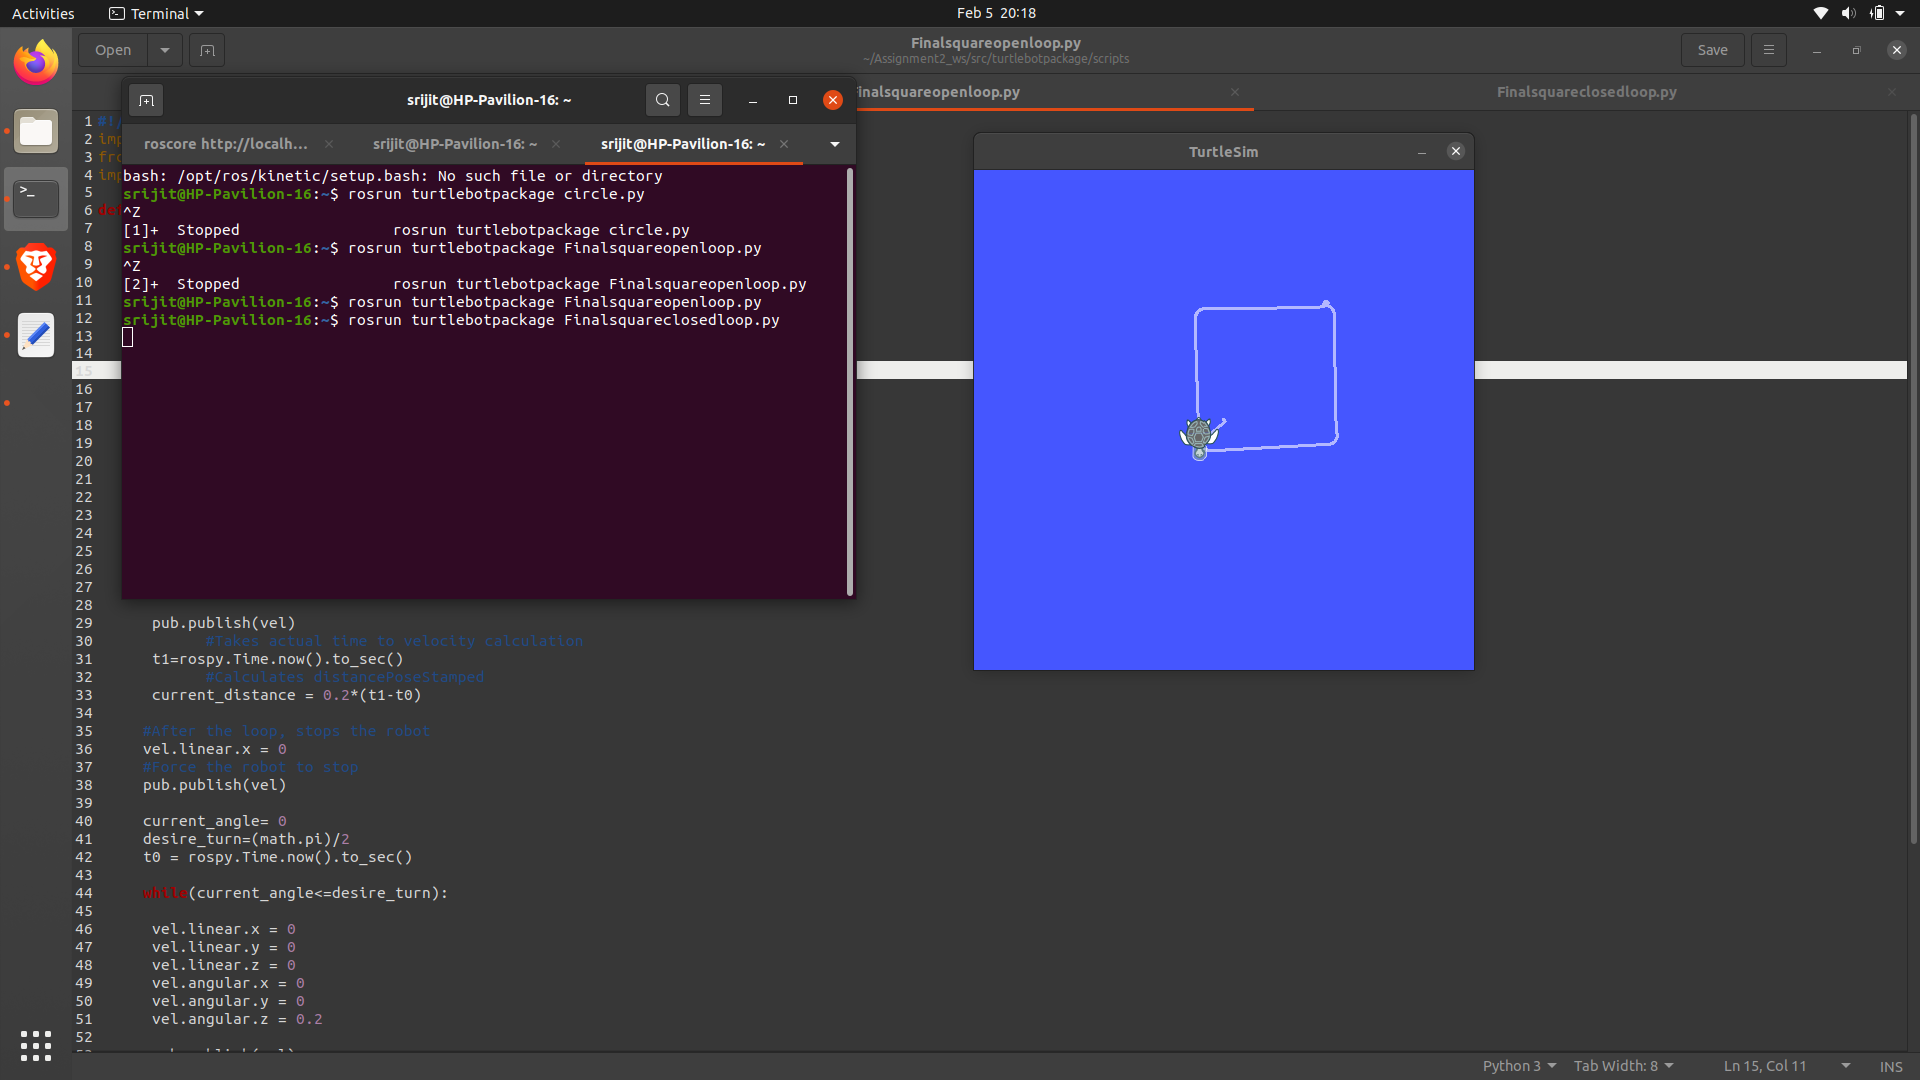 Activities
Terminal
Feb 5 20:18
Open
Finalsquareopenloop.py
~/Assignment2_ws/src/turtlebotpackage/scripts
Save
inalsquareopenloop.py
Finalsquareclosedloop.py
srijit@HP-Pavilion-16: ~
roscore http://localh...
srijit@HP-Pavilion-16: ~
srijit@HP-Pavilion-16: ~
bash: /opt/ros/kinetic/setup.bash: No such file or directory
srijit@HP-Pavilion-16:~$ rosrun turtlebotpackage circle.py
^Z
[1]+  Stopped                 rosrun turtlebotpackage circle.py
srijit@HP-Pavilion-16:~$ rosrun turtlebotpackage Finalsquareopenloop.py
^Z
[2]+  Stopped                 rosrun turtlebotpackage Finalsquareopenloop.py
srijit@HP-Pavilion-16:~$ rosrun turtlebotpackage Finalsquareopenloop.py
srijit@HP-Pavilion-16:~$ rosrun turtlebotpackage Finalsquareclosedloop.py
TurtleSim
1 #!/
2 imp
3 fro
4 imp
5
6 de
7
8
9
10
11
12
13
14
15
16
17
18
19
20
21
22
23
24
25
26
27
28
29 pub.publish(vel)
30 #Takes actual time to velocity calculation
31 t1=rospy.Time.now().to_sec()
32 #Calculates distancePoseStamped
33 current_distance = 0.2*(t1-t0)
34
35 #After the loop, stops the robot
36 vel.linear.x = 0
37 #Force the robot to stop
38 pub.publish(vel)
39
40 current_angle= 0
41 desire_turn=(math.pi)/2
42 t0 = rospy.Time.now().to_sec()
43
44 while(current_angle<=desire_turn):
45
46 vel.linear.x = 0
47 vel.linear.y = 0
48 vel.linear.z = 0
49 vel.angular.x = 0
50 vel.angular.y = 0
51 vel.angular.z = 0.2
52
Python 3
Tab Width: 8
Ln 15, Col 11
INS